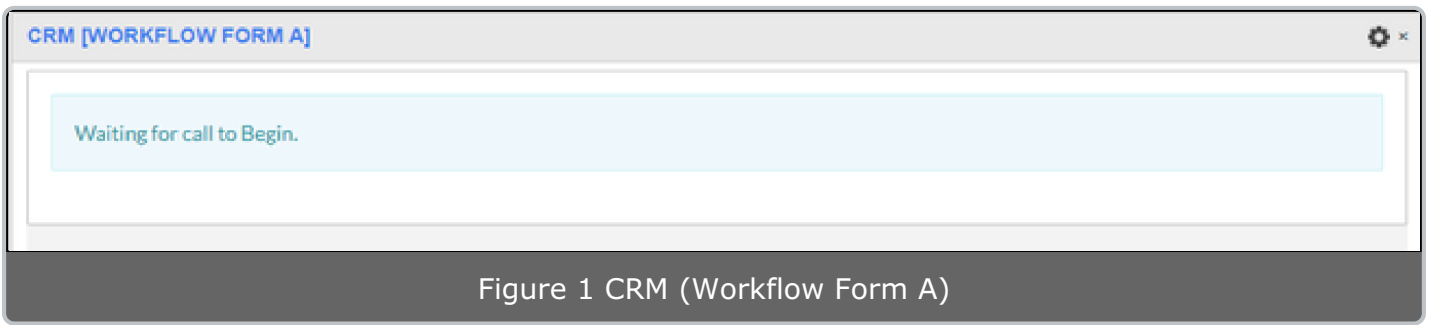 CRM [WORKFLOW FORM A]
Waiting for call to Begin.
Figure 1 CRM (Workflow Form A)